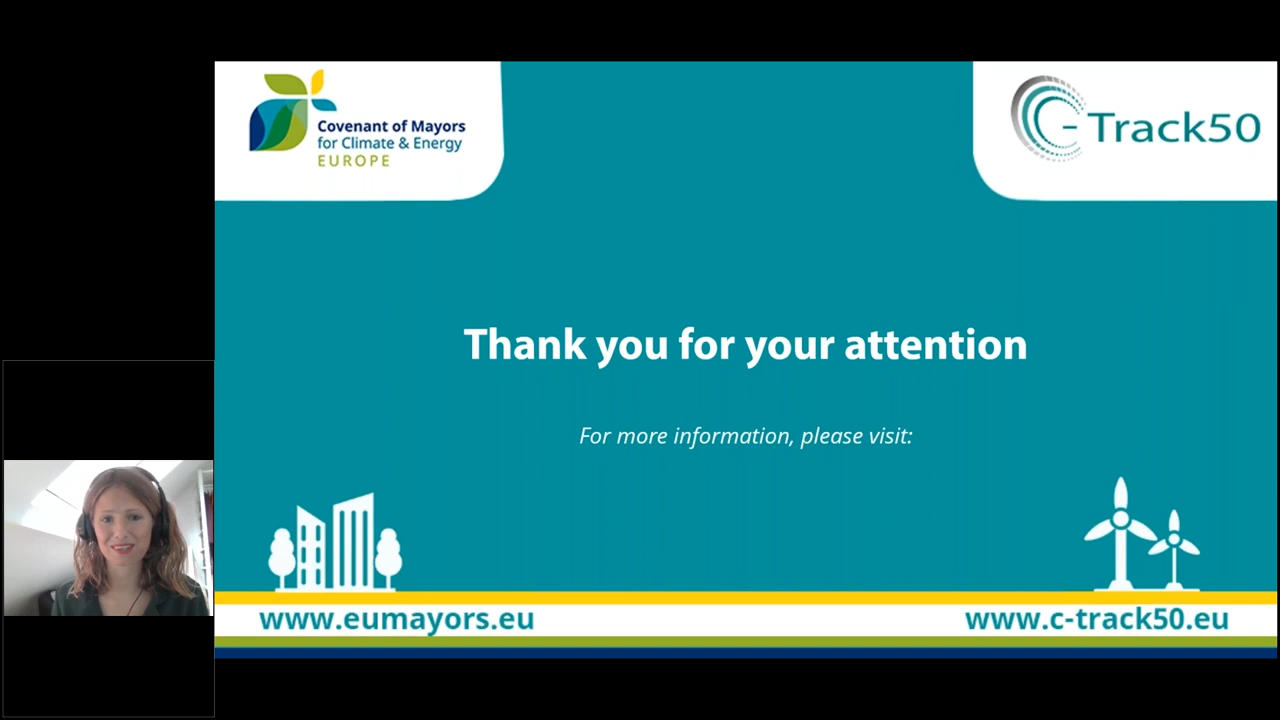 Covenant of Mayors
for Climate & Energy
EUROPE
C-Track50
Thank you for your attention
For more information, please visit:
www.eumayors.eu
www.c-track50.eu